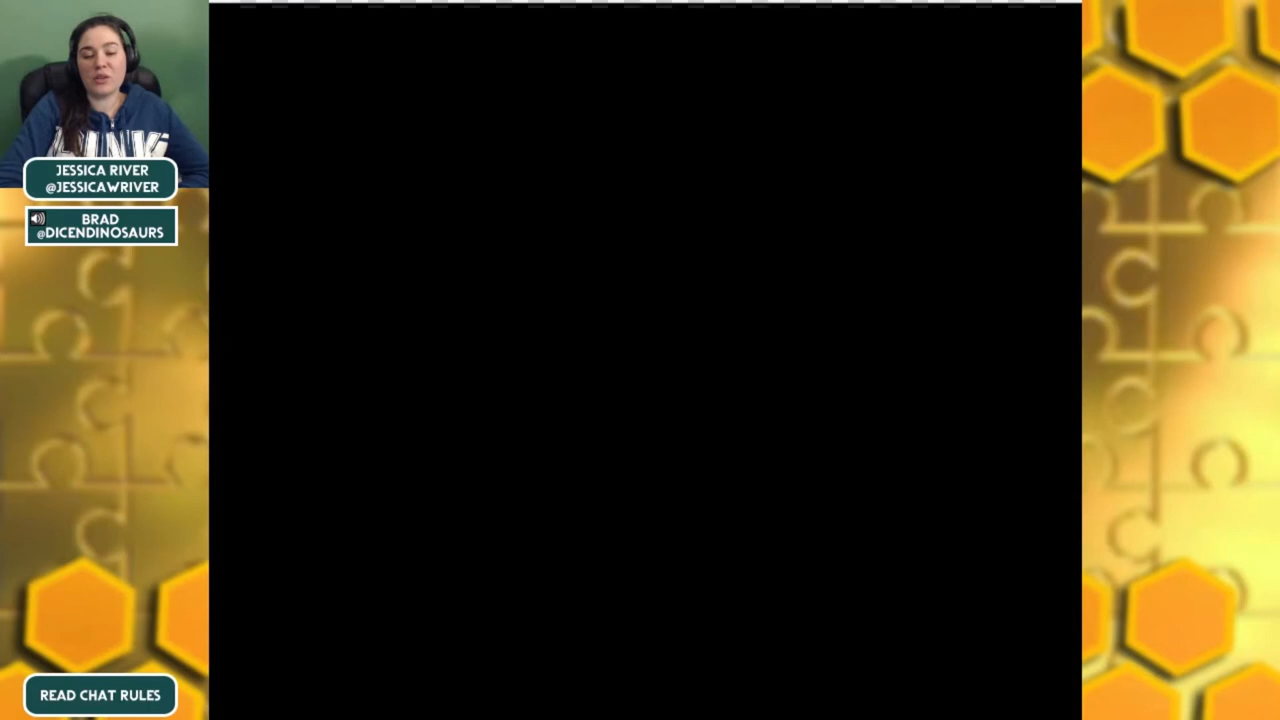 JESSICA RIVER
@JESSICAWRIVER
BRAD
@DICENDINOSAURS
READ CHAT RULES